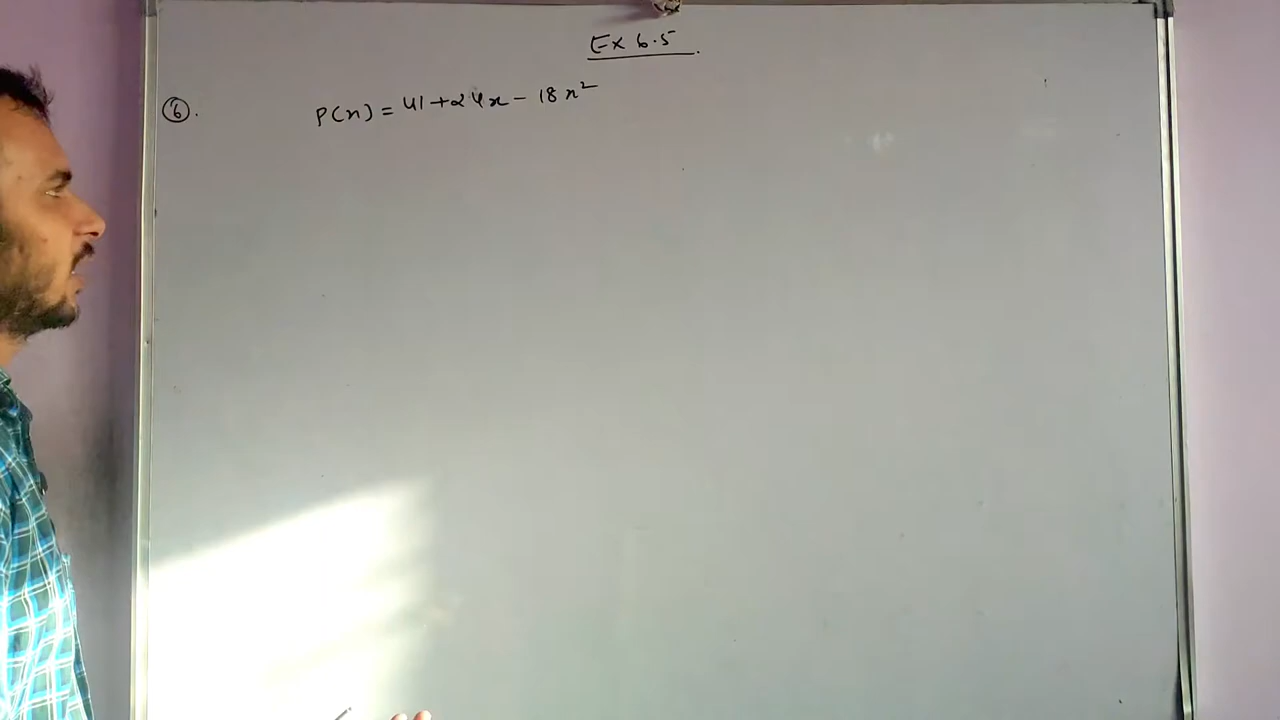 Ex 6.5
6. P(x) = 41 + 24x - 18x²